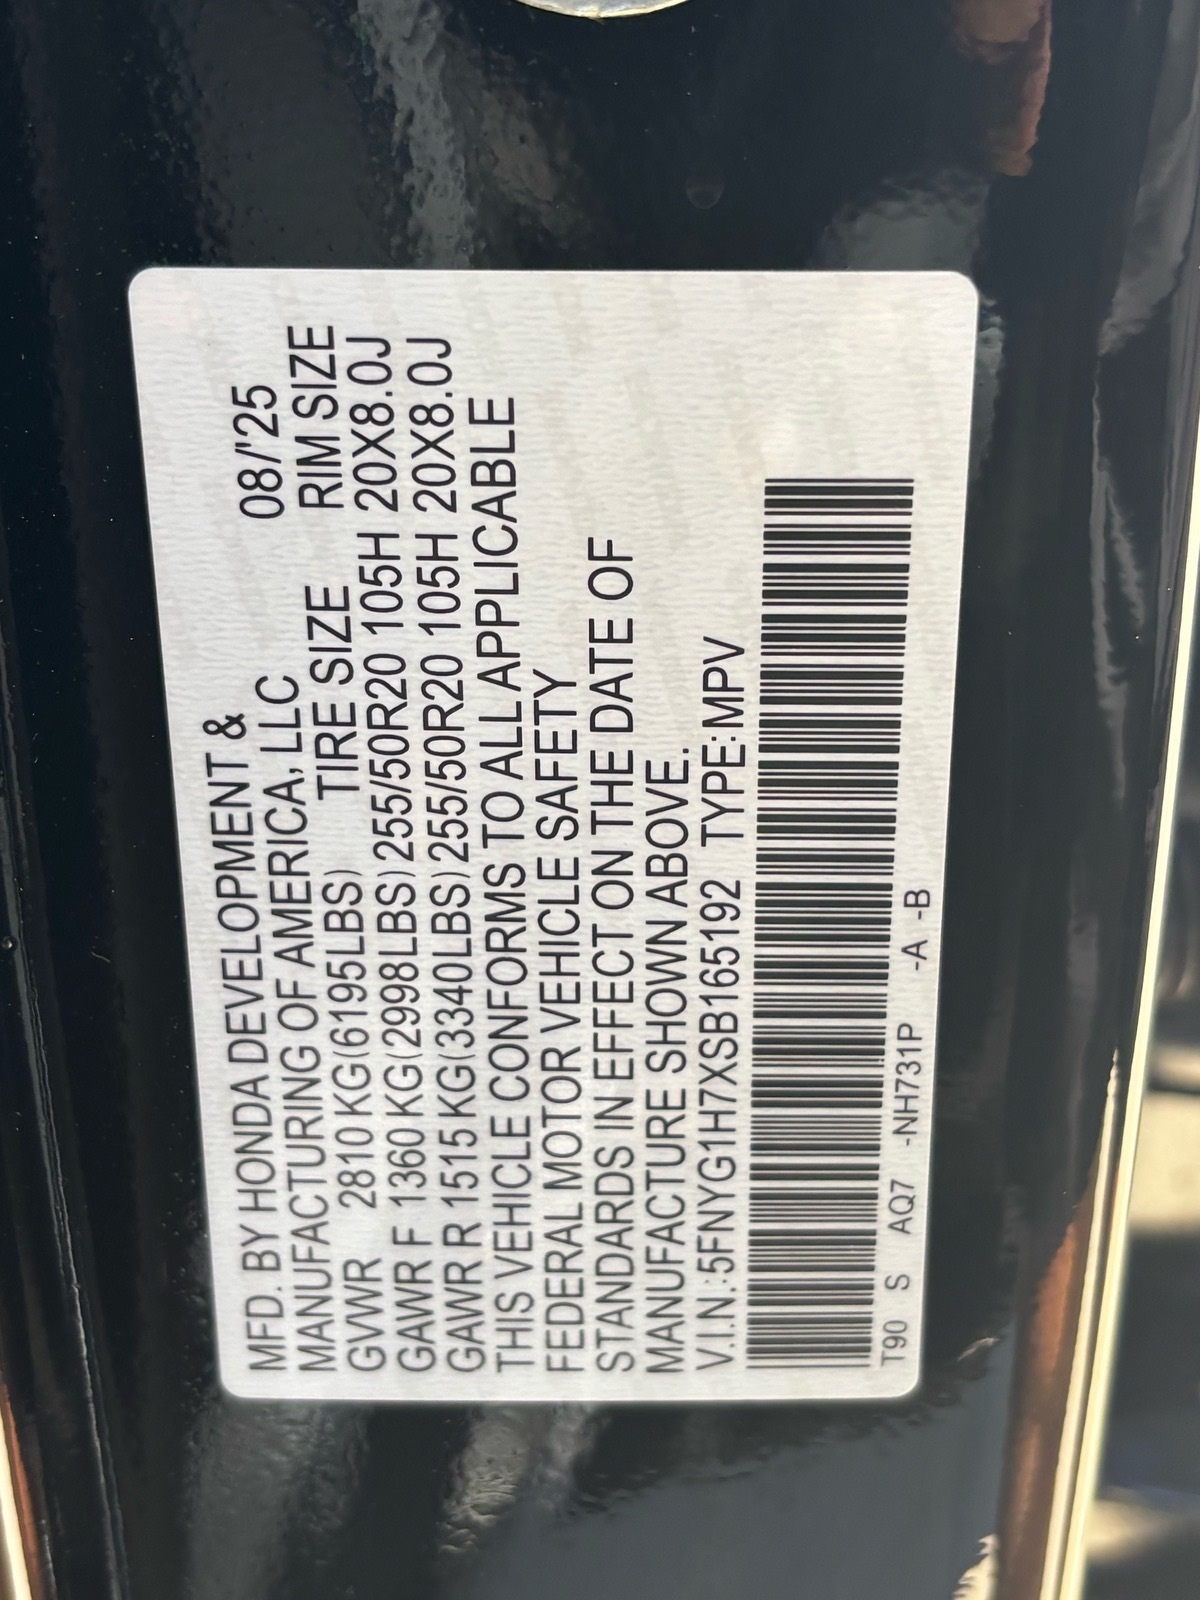 MFD. BY HONDA DEVELOPMENT &
MANUFACTURING OF AMERICA, LLC 08/'25
GVWR 2810 KG(6195LBS) TIRE SIZE RIM SIZE
GAWR F 1360 KG(2998LBS) 255/50R20 105H 20X8.0J
GAWR R 1515 KG(3340LBS) 255/50R20 105H 20X8.0J
THIS VEHICLE CONFORMS TO ALL APPLICABLE
FEDERAL MOTOR VEHICLE SAFETY
STANDARDS IN EFFECT ON THE DATE OF
MANUFACTURE SHOWN ABOVE.
V.I.N.:5FNYG1H7XSB165192 TYPE:MPV
T90 S AQ7 -NH731P -A -B